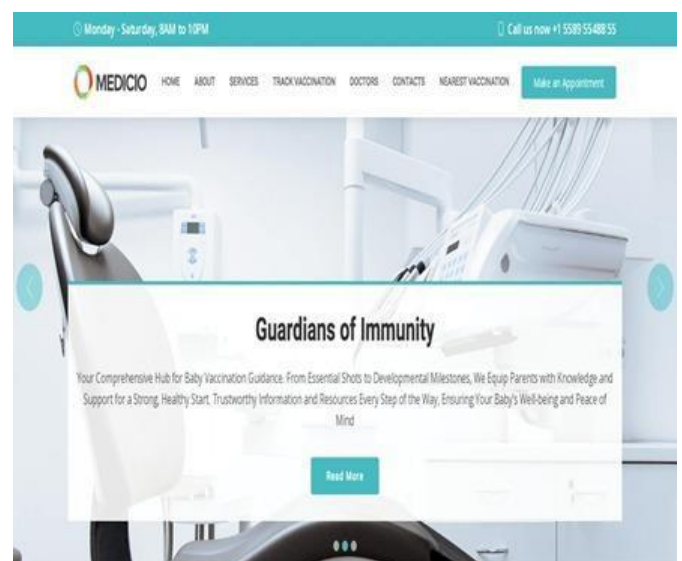 Monday - Saturday, 8AM to 10PM
Call us now +1 5589 55488 55
MEDICIO
HOME
ABOUT
SERVICES
TRACK VACCINATION
DOCTORS
CONTACTS
NEAREST VACCINATION
Make an Appointment
Guardians of Immunity
Your Comprehensive Hub for Baby Vaccination Guidance. From Essential Shots to Developmental Milestones, We Equip Parents with Knowledge and
Support for a Strong, Healthy Start. Trustworthy Information and Resources Every Step of the Way, Ensuring Your Baby's Well-being and Peace of
Mind
Read More